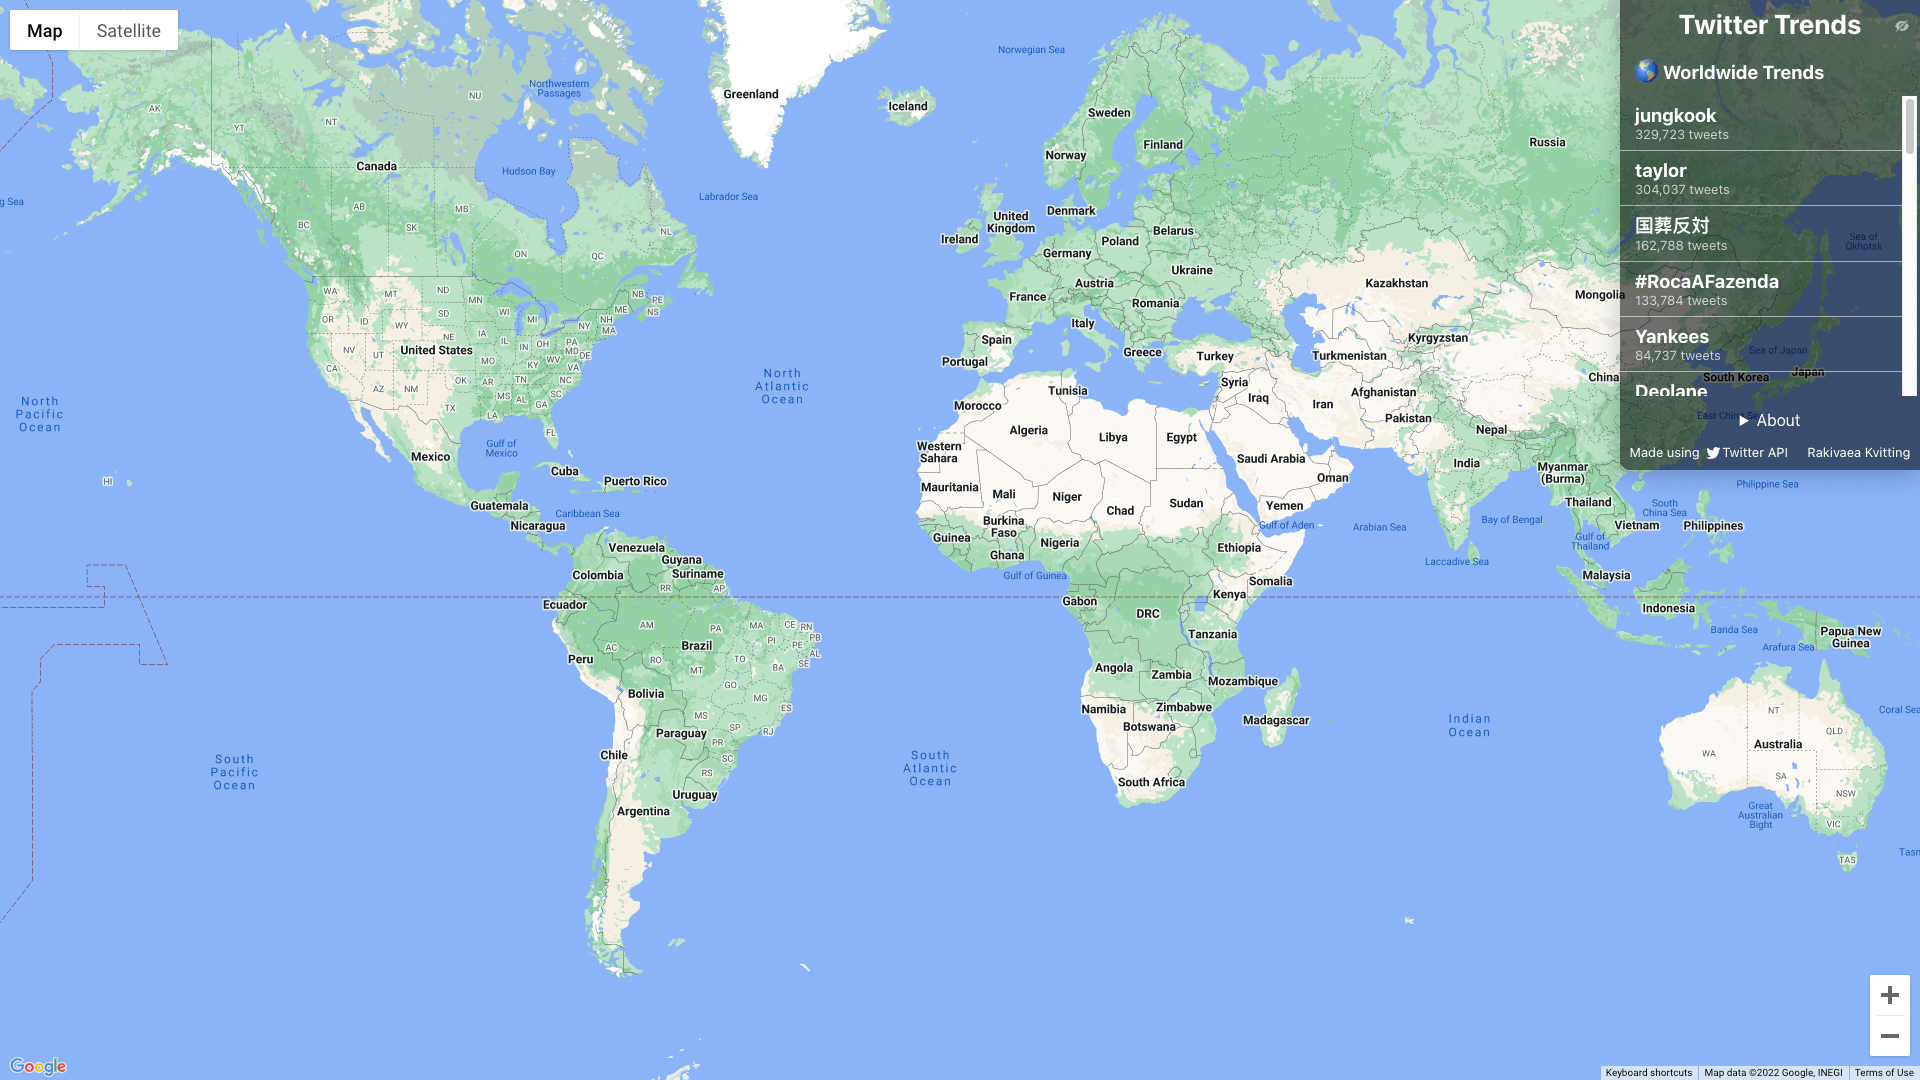 Map
Satellite
Twitter Trends
Worldwide Trends
jungkook
329,723 tweets
taylor
304,037 tweets
国葬反対
162,788 tweets
#RocaAFazenda
133,784 tweets
Yankees
84,737 tweets
Deolane
About
Made using Twitter API Rakivaea Kvitting
Greenland
Norwegian Sea
Northwestern
Passages
Iceland
Sweden
Finland
Norway
Russia
AK
YT
NT
NU
Canada
Hudson Bay
Labrador Sea
g Sea
BC
AB
SK
MB
ON
QC
NL
NB
PE
NS
Denmark
United
Kingdom
Ireland
Belarus
Poland
Germany
Ukraine
Austria
France
Romania
Italy
Spain
Portugal
Greece
Turkey
Kazakhstan
Mongolia
Kyrgyzstan
Turkmenistan
China
Sea of
Okhotsk
Sea of Japan
Japan
South Korea
East China Sea
WA
MT
ND
MN
OR
ID
WY
SD
WI
MI
ME
NH
NY
MA
NV
UT
United States
NE
IA
IL
IN
OH
PA
MD
DE
CA
MO
KY
WV
VA
AZ
NM
OK
AR
TN
NC
TX
MS
AL
SC
GA
LA
FL
North
Pacific
Ocean
North
Atlantic
Ocean
Gulf of
Mexico
Mexico
HI
Cuba
Puerto Rico
Guatemala
Caribbean Sea
Nicaragua
Tunisia
Morocco
Algeria
Libya
Egypt
Western
Sahara
Syria
Iraq
Iran
Afghanistan
Pakistan
Nepal
India
Saudi Arabia
Oman
Yemen
Gulf of Aden
Arabian Sea
Bay of Bengal
Laccadive Sea
Myanmar
(Burma)
Thailand
Gulf of
Thailand
Vietnam
South
China Sea
Philippines
Philippine Sea
Mauritania
Mali
Niger
Chad
Sudan
Burkina
Faso
Guinea
Ghana
Nigeria
Ethiopia
Gulf of Guinea
Somalia
Gabon
Kenya
DRC
Tanzania
Angola
Zambia
Mozambique
Namibia
Zimbabwe
Botswana
Madagascar
South Africa
Malaysia
Indonesia
Banda Sea
Arafura Sea
Papua New
Guinea
Venezuela
Guyana
Suriname
Colombia
Ecuador
RR
AP
AM
PA
MA
CE
RN
PB
PI
PE
AL
SE
Brazil
AC
RO
TO
BA
MT
Peru
Bolivia
GO
MG
ES
MS
SP
RJ
Paraguay
PR
SC
RS
Chile
Uruguay
Argentina
South
Pacific
Ocean
South
Atlantic
Ocean
Indian
Ocean
NT
QLD
WA
Australia
SA
NSW
VIC
TAS
Great
Australian
Bight
Coral Sea
Tasn
Google
Keyboard shortcuts
Map data ©2022 Google, INEGI
Terms of Use